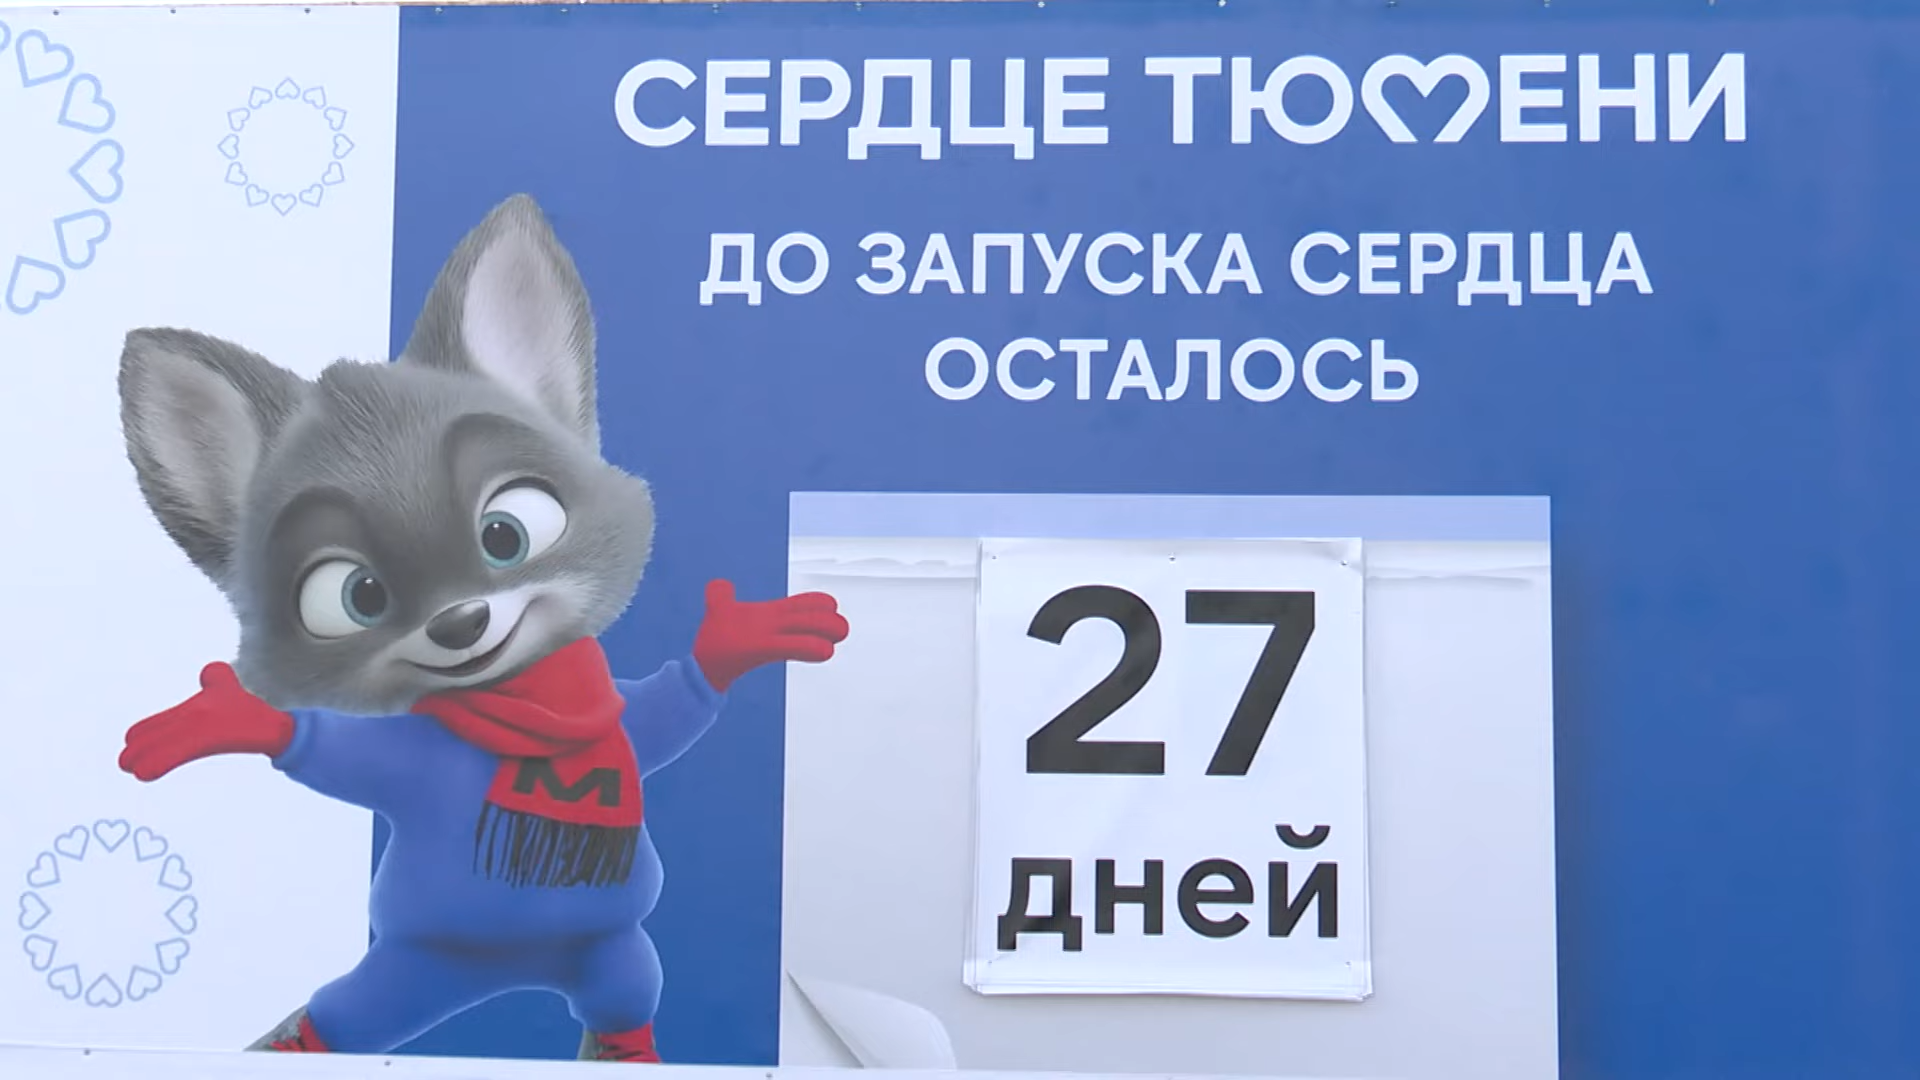 СЕРДЦЕ ТЮМЕНИ
ДО ЗАПУСКА СЕРДЦА
ОСТАЛОСЬ
27
дней
М